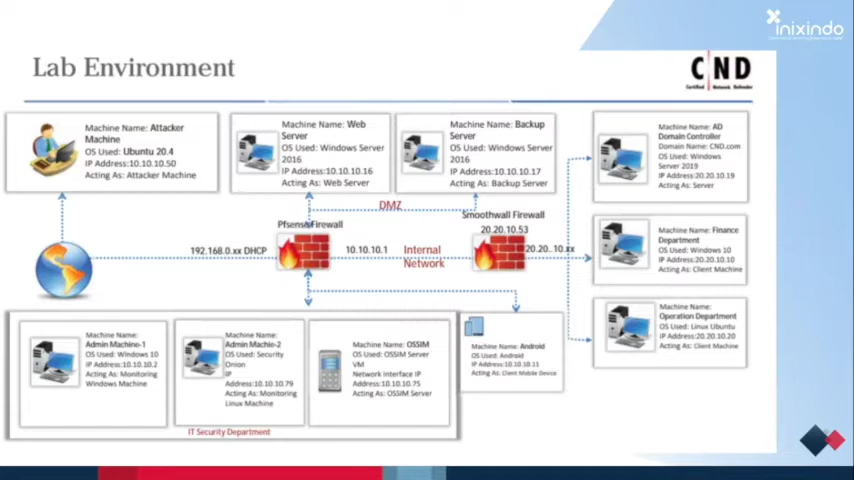 inixindo
Lab Environment
C|ND
Certified Network Defender
Machine Name: Attacker
Machine
OS Used: Ubuntu 20.4
IP Address:10.10.10.50
Acting As: Attacker Machine
Machine Name: Web
Server
OS Used: Windows Server
2016
IP Address:10.10.10.16
Acting As: Web Server
Machine Name: Backup
Server
OS Used: Windows Server
2016
IP Address:10.10.10.17
Acting As: Backup Server
Machine Name: AD
Domain Controller
Domain Name: CND.com
OS Used: Windows
Server 2019
IP Address:20.20.10.19
Acting As: Server
DMZ
Pfsense Firewall
Smoothwall Firewall
20.20.10.53
192.168.0.xx DHCP
10.10.10.1
Internal
Network
20.20..10.xx
Machine Name: Finance
Department
OS Used: Windows 10
IP Address:20.20.10.10
Acting As: Client Machine
Machine Name:
Operation Department
OS Used: Linux Ubuntu
IP Address:20.20.10.20
Acting As: Client Machine
Machine Name:
Admin Machine-1
OS Used: Windows 10
IP Address:10.10.10.2
Acting As: Monitoring
Windows Machine
Machine Name:
Admin Machie-2
OS Used: Security
Onion
IP
Address:10.10.10.79
Acting As: Monitoring
Linux Machine
Machine Name: OSSIM
OS Used: OSSIM Server
VM
Network Interface IP
Address:10.10.10.75
Acting As: OSSIM Server
Machine Name: Android
OS Used: Android
IP Address:10.10.10.11
Acting As: Client Mobile Device
IT Security Department